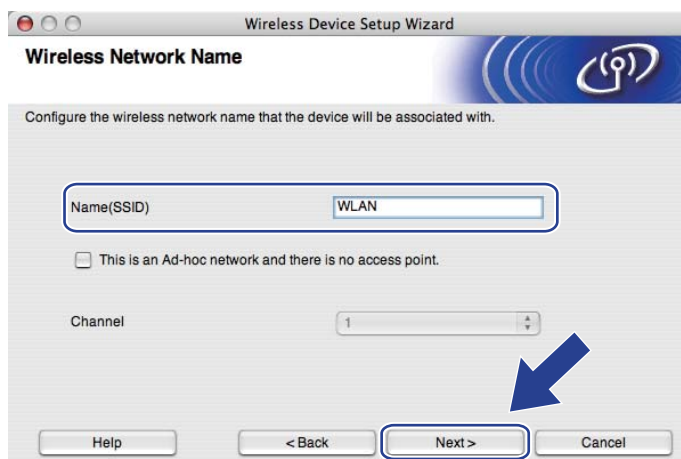 Wireless Device Setup Wizard
Wireless Network Name
Configure the wireless network name that the device will be associated with.
Name(SSID) WLAN
This is an Ad-hoc network and there is no access point.
Channel 1
Help < Back Next > Cancel